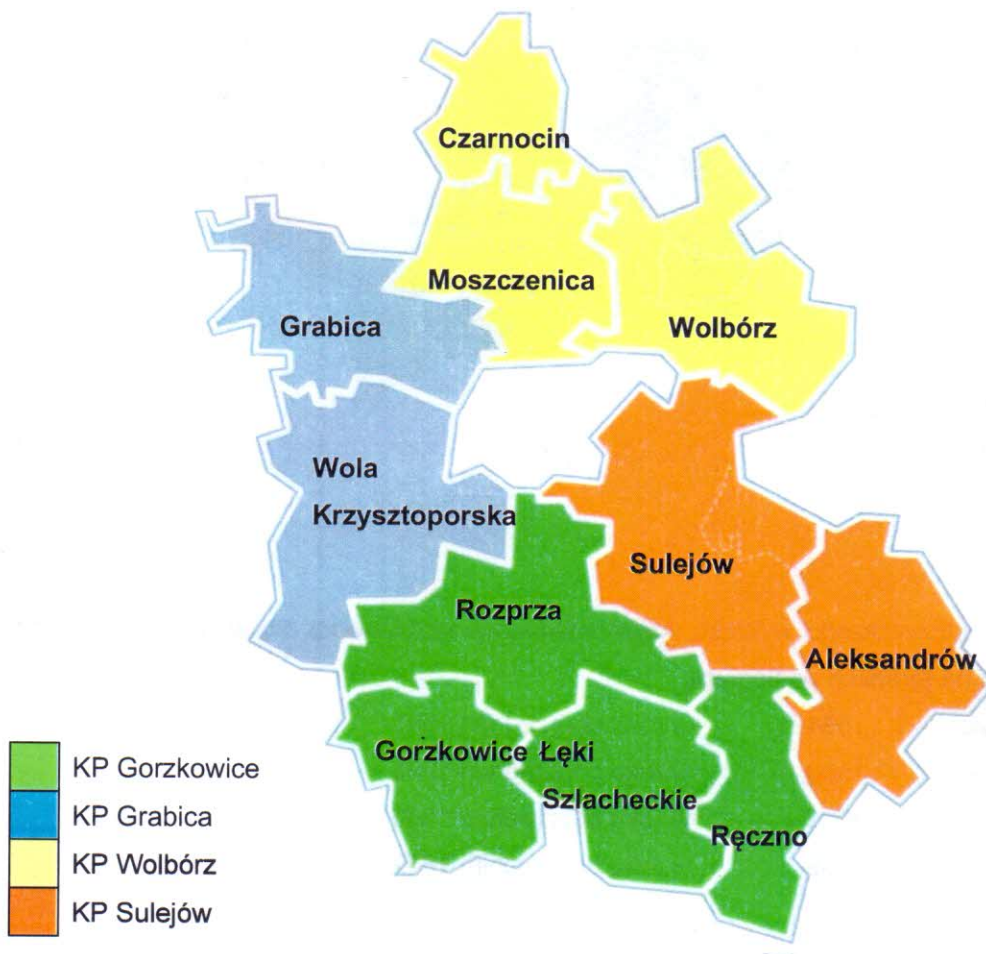 Czarnocin
Moszczenica
Grabica
Wolbórz
Wola
Krzysztoporska
Sulejów
Rozprza
Aleksandrów
Gorzkowice
Łęki
Szlacheckie
Ręczno
KP Gorzkowice
KP Grabica
KP Wolbórz
KP Sulejów